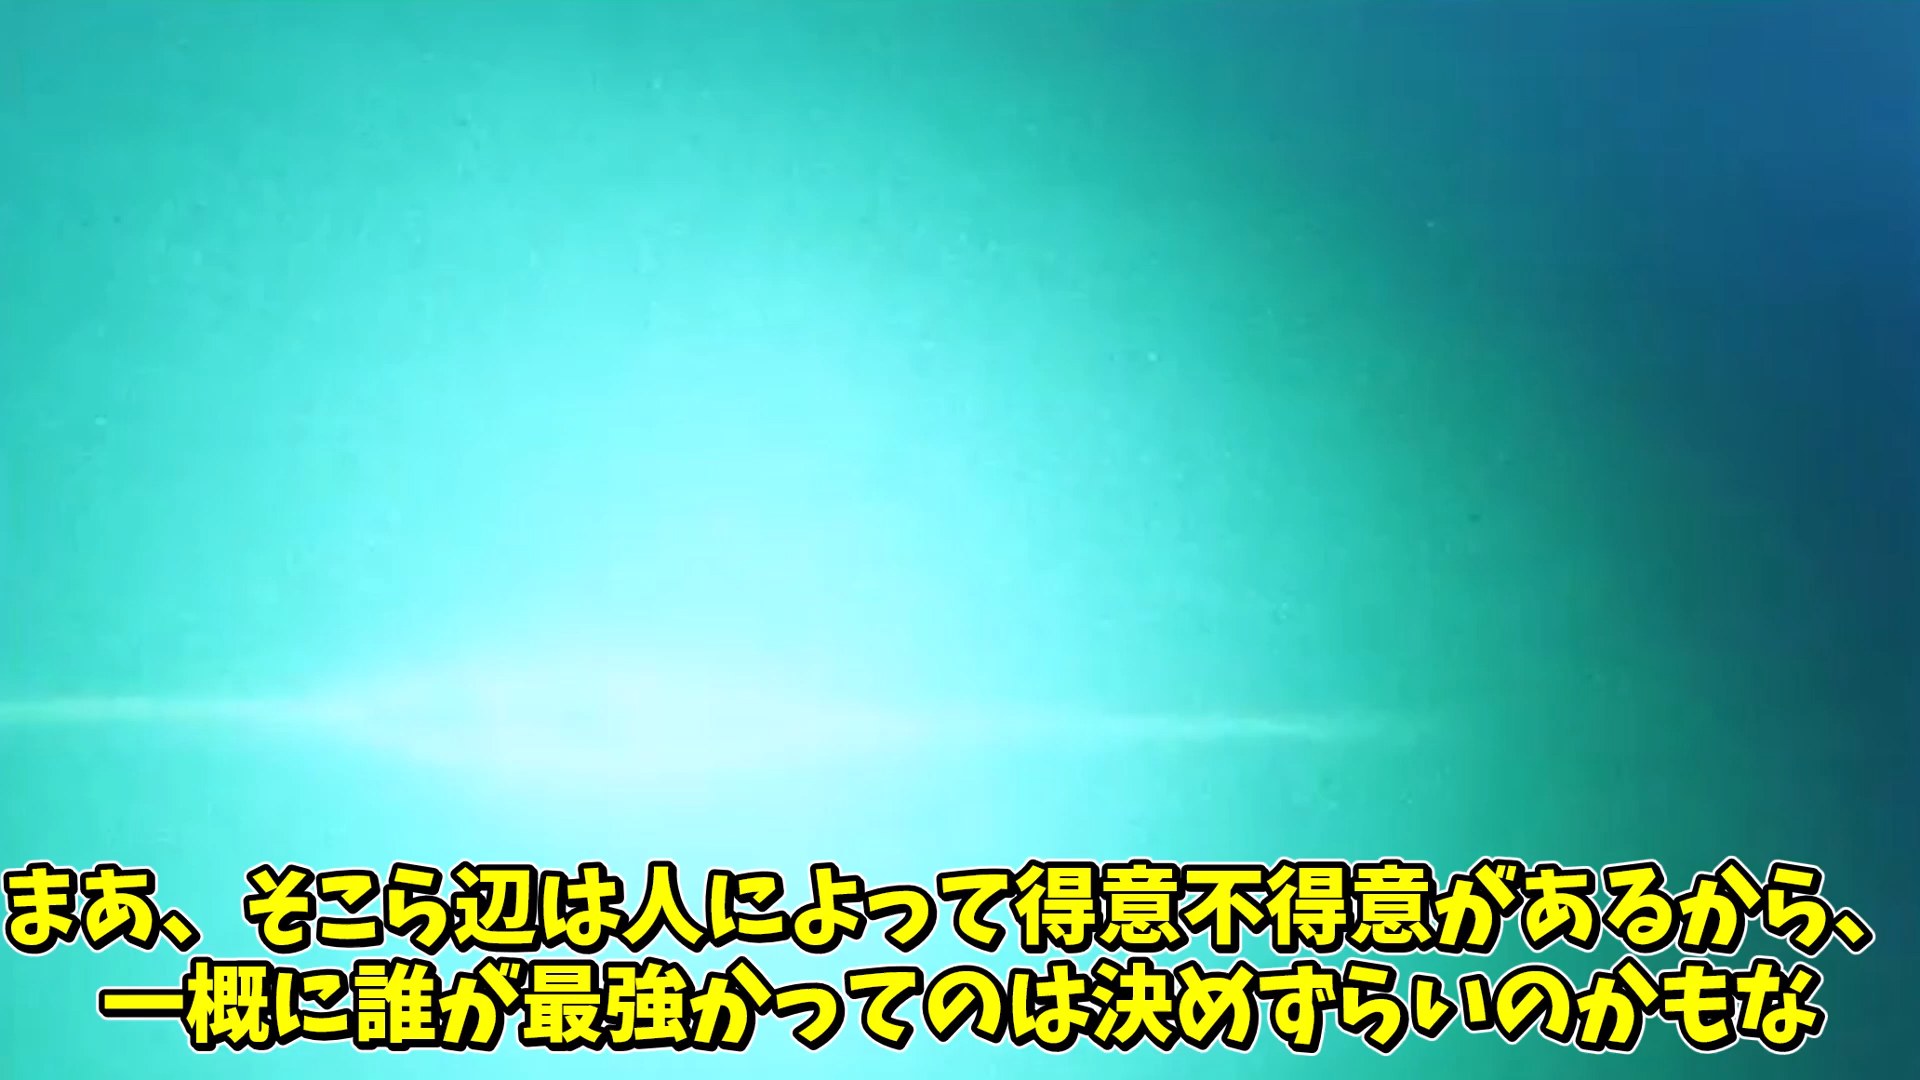 まあ、そこら辺は人によって得意不得意があるから、
一概に誰が最強かってのは決めずらいのかもな